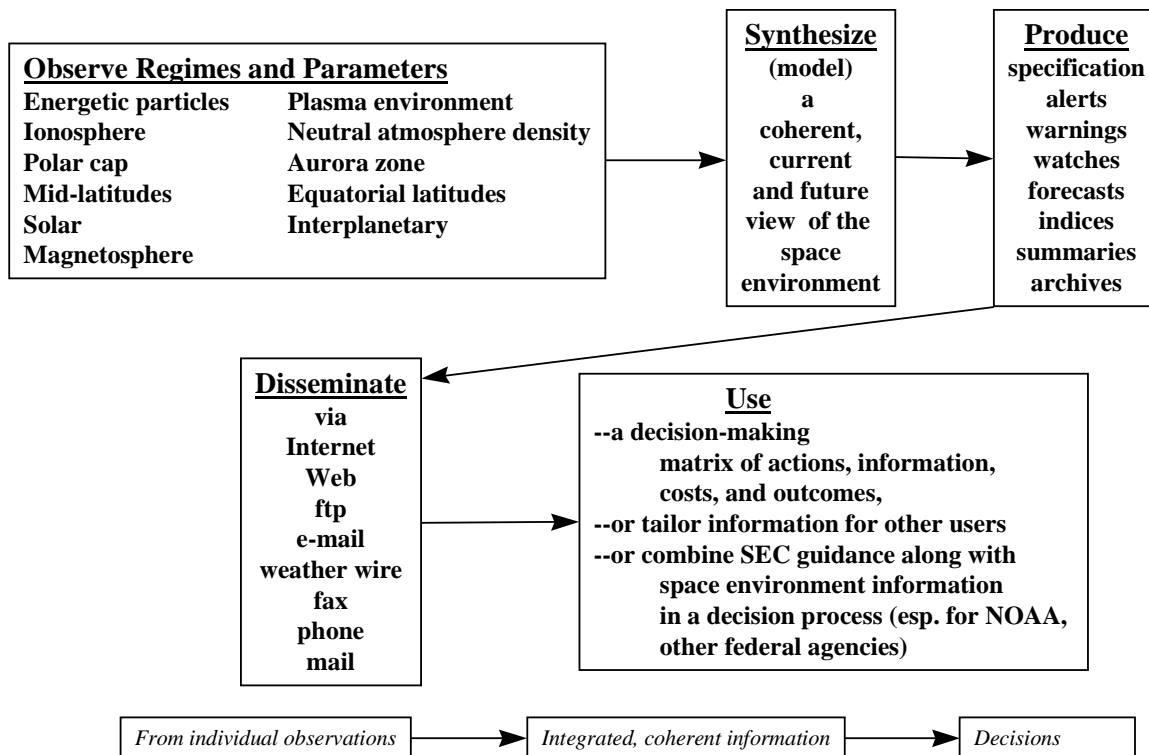 Observe Regimes and Parameters
Energetic particles Plasma environment
Ionosphere Neutral atmosphere density
Polar cap Aurora zone
Mid-latitudes Equatorial latitudes
Solar Interplanetary
Magnetosphere
Synthesize
(model)
a
coherent,
current
and future
view of the
space
environment
Produce
specification
alerts
warnings
watches
forecasts
indices
summaries
archives
Disseminate
via
Internet
Web
ftp
e-mail
weather wire
fax
phone
mail
Use
--a decision-making
matrix of actions, information,
costs, and outcomes,
--or tailor information for other users
--or combine SEC guidance along with
space environment information
in a decision process (esp. for NOAA,
other federal agencies)
From individual observations
Integrated, coherent information
Decisions